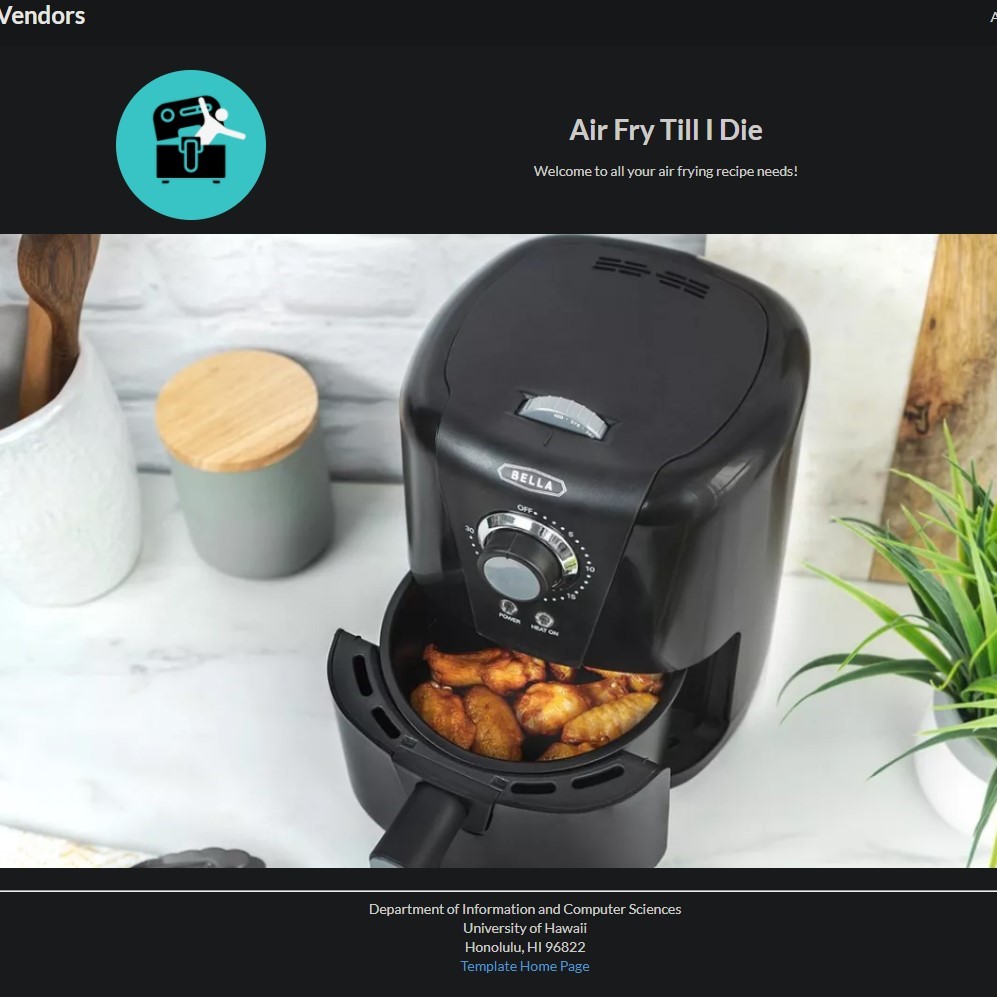 Vendors
A
Air Fry Till I Die
Welcome to all your air frying recipe needs!
BELLA
OFF
30
5
10
15
POWER
HEAT ON
Department of Information and Computer Sciences
University of Hawaii
Honolulu, HI 96822
Template Home Page